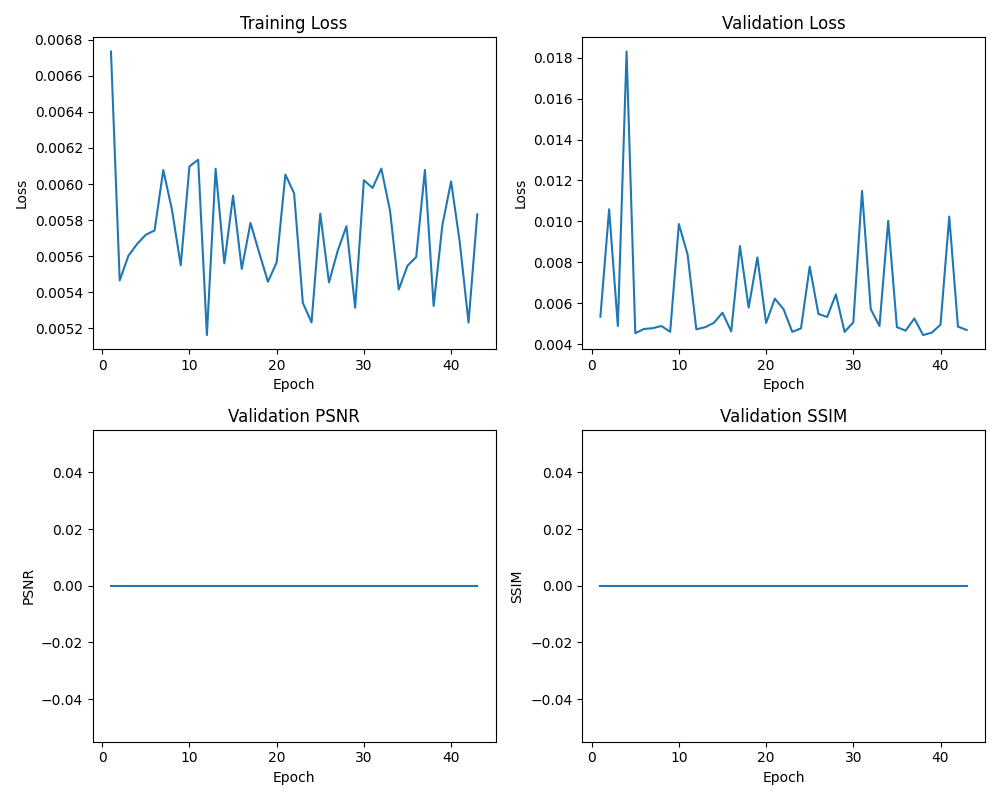 Training Loss
0.0068
0.0066
0.0064
0.0062
0.0060
0.0058
0.0056
0.0054
0.0052
Loss
0 10 20 30 40
Epoch
Validation Loss
0.018
0.016
0.014
0.012
0.010
0.008
0.006
0.004
Loss
0 10 20 30 40
Epoch
Validation PSNR
0.04
0.02
0.00
−0.02
−0.04
PSNR
0 10 20 30 40
Epoch
Validation SSIM
0.04
0.02
0.00
−0.02
−0.04
SSIM
0 10 20 30 40
Epoch